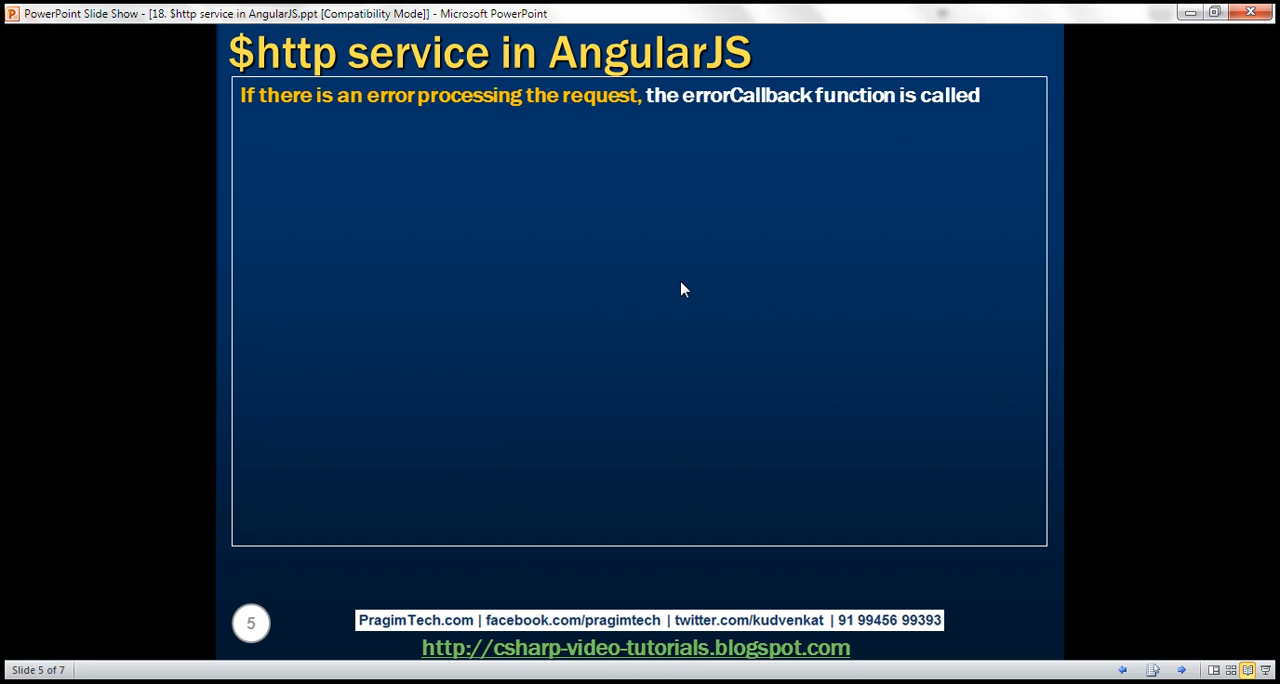 PowerPoint Slide Show - [18. $http service in AngularJS.ppt [Compatibility Mode]] - Microsoft PowerPoint
$http service in AngularJS
If there is an error processing the request, the errorCallback function is called
5
PragimTech.com | facebook.com/pragimtech | twitter.com/kudvenkat | 91 99456 99393
http://csharp-video-tutorials.blogspot.com
Slide 5 of 7